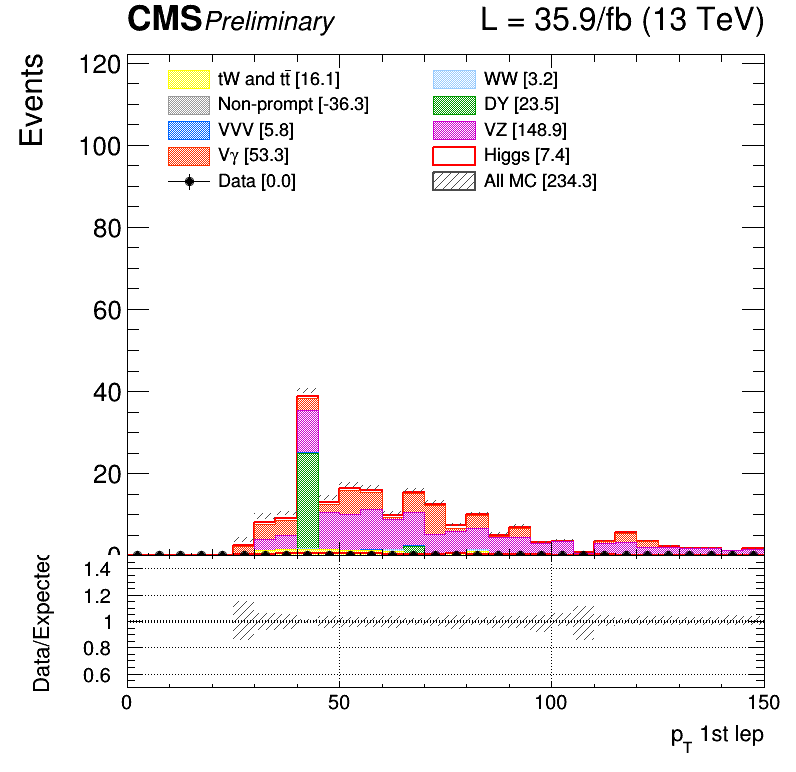 CMS Preliminary L = 35.9/fb (13 TeV)
Events
120
100
80
60
40
20
0
tW and tt̄ [16.1]
Non-prompt [-36.3]
VVV [5.8]
Vγ [53.3]
Data [0.0]
WW [3.2]
DY [23.5]
VZ [148.9]
Higgs [7.4]
All MC [234.3]
Data/Expected
1.4
1.2
1
0.8
0.6
0 50 100 150
p_T 1st lep